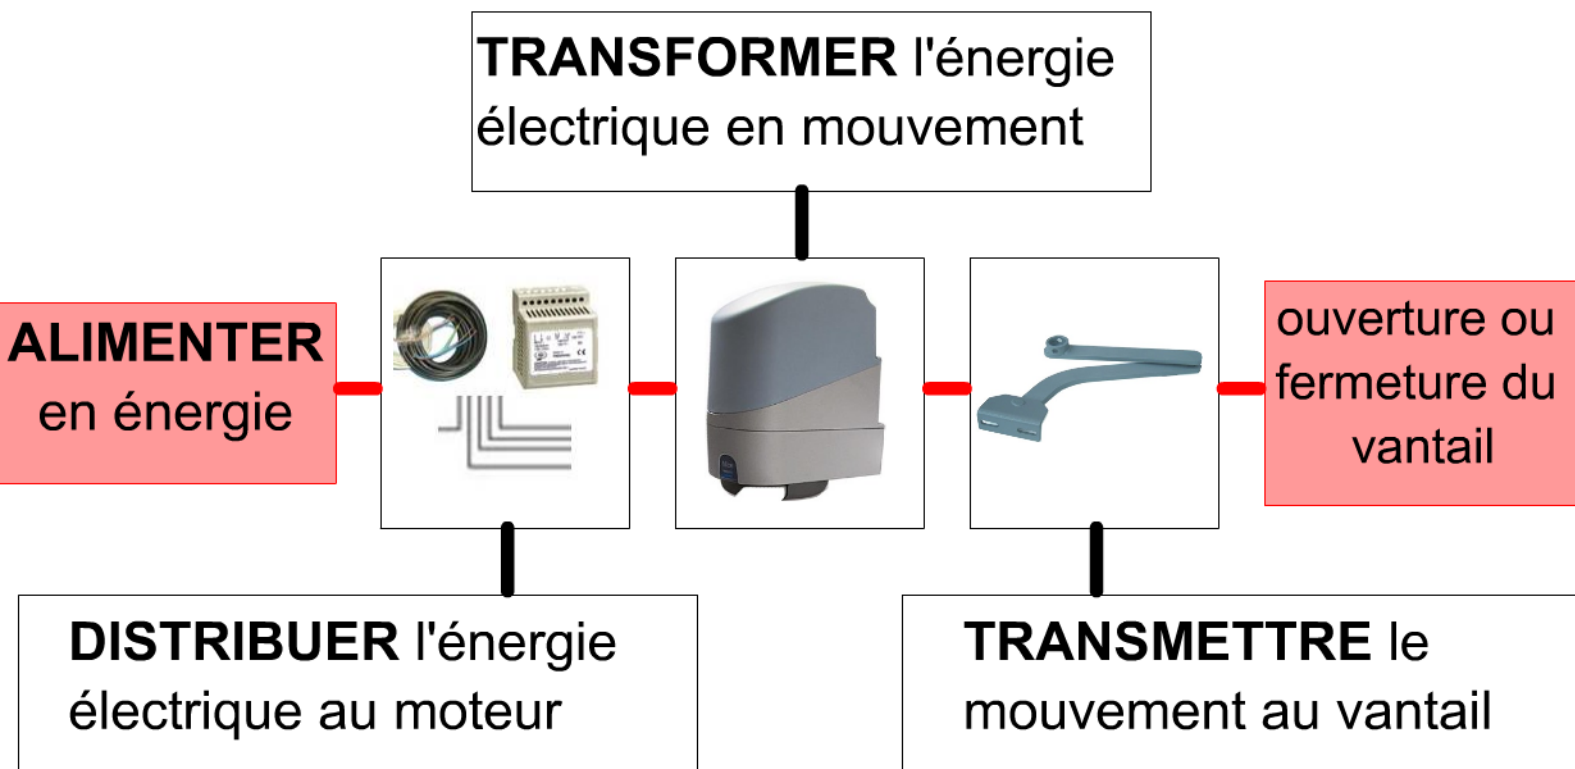 TRANSFORMER l'énergie
électrique en mouvement
ALIMENTER
en énergie
ouverture ou
fermeture du
vantail
DISTRIBUER l'énergie
électrique au moteur
TRANSMETTRE le
mouvement au vantail